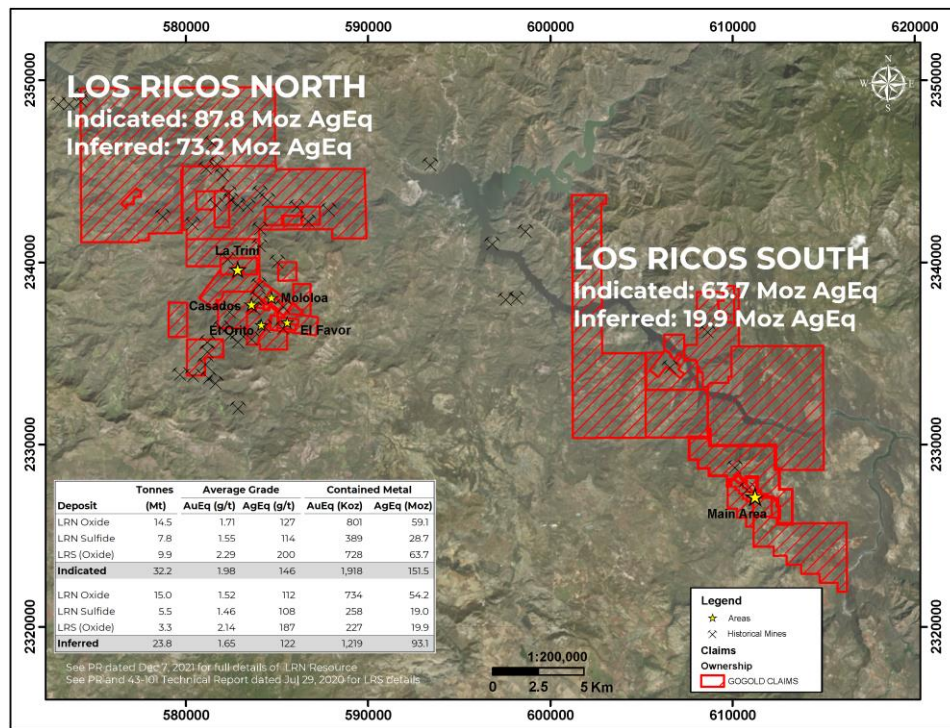 580000 590000 600000 610000 620000
2350000 2350000
LOS RICOS NORTH
Indicated: 87.8 Moz AgEq
Inferred: 73.2 Moz AgEq
N
W E
S
2340000 2340000
La Trini
Mololoa
Casados
El Orito El Favor
LOS RICOS SOUTH
Indicated: 63.7 Moz AgEq
Inferred: 19.9 Moz AgEq
2330000 2330000
Main Area
Tonnes Average Grade Contained Metal
Deposit (Mt) AuEq (g/t) AgEq (g/t) AuEq (Koz) AgEq (Moz)
LRN Oxide 14.5 1.71 127 801 59.1
LRN Sulfide 7.8 1.55 114 389 28.7
LRS (Oxide) 9.9 2.29 200 728 63.7
Indicated 32.2 1.98 146 1,918 151.5
LRN Oxide 15.0 1.52 112 734 54.2
LRN Sulfide 5.5 1.46 108 258 19.0
LRS (Oxide) 3.3 2.14 187 227 19.9
Inferred 23.8 1.65 122 1,219 93.1
See PR dated Dec 7, 2021 for full details of LRN Resource
See PR and 43-101 Technical Report dated Jul 29, 2020 for LRS details
2320000 2320000
1:200,000
0 2.5 5 Km
Legend
Areas
Historical Mines
Claims
Ownership
GOGOLD CLAIMS
580000 590000 600000 610000